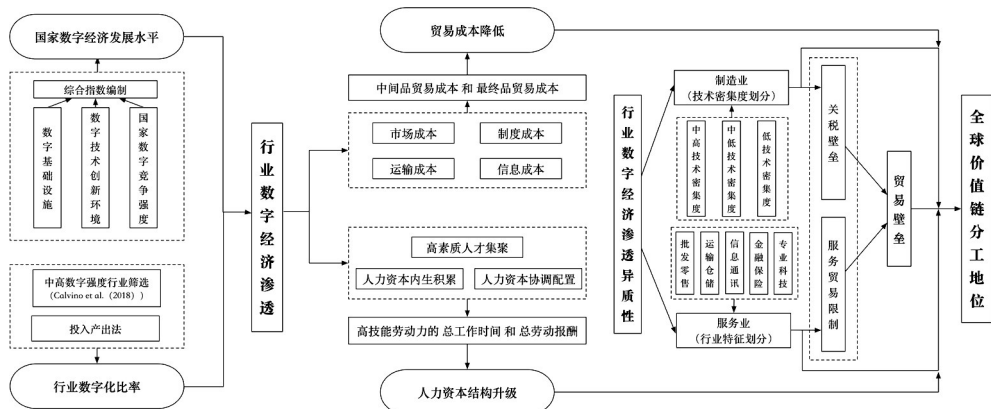 国家数字经济发展水平
综合指数编制
数字基础设施
数字技术创新环境
国家数字竞争强度
中高数字强度行业筛选
(Calvino et al.（2018）)
投入产出法
行业数字化比率
行业数字经济渗透
贸易成本降低
中间品贸易成本 和 最终品贸易成本
市场成本
制度成本
运输成本
信息成本
高素质人才集聚
人力资本内生积累
人力资本协调配置
高技能劳动力的 总工作时间 和 总劳动报酬
人力资本结构升级
行业数字经济渗透异质性
制造业
（技术密集度划分）
中高技术密集度
中低技术密集度
低技术密集度
批发零售
运输仓储
信息通讯
金融保险
专业科技
服务业
（行业特征划分）
关税壁垒
服务贸易限制
贸易壁垒
全球价值链分工地位